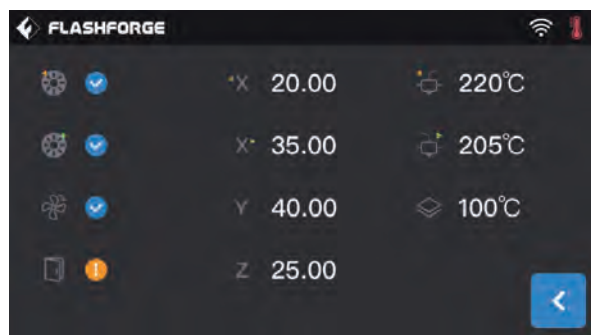 FLASHFORGE
X 20.00 220℃
X 35.00 205℃
Y 40.00 100℃
Z 25.00